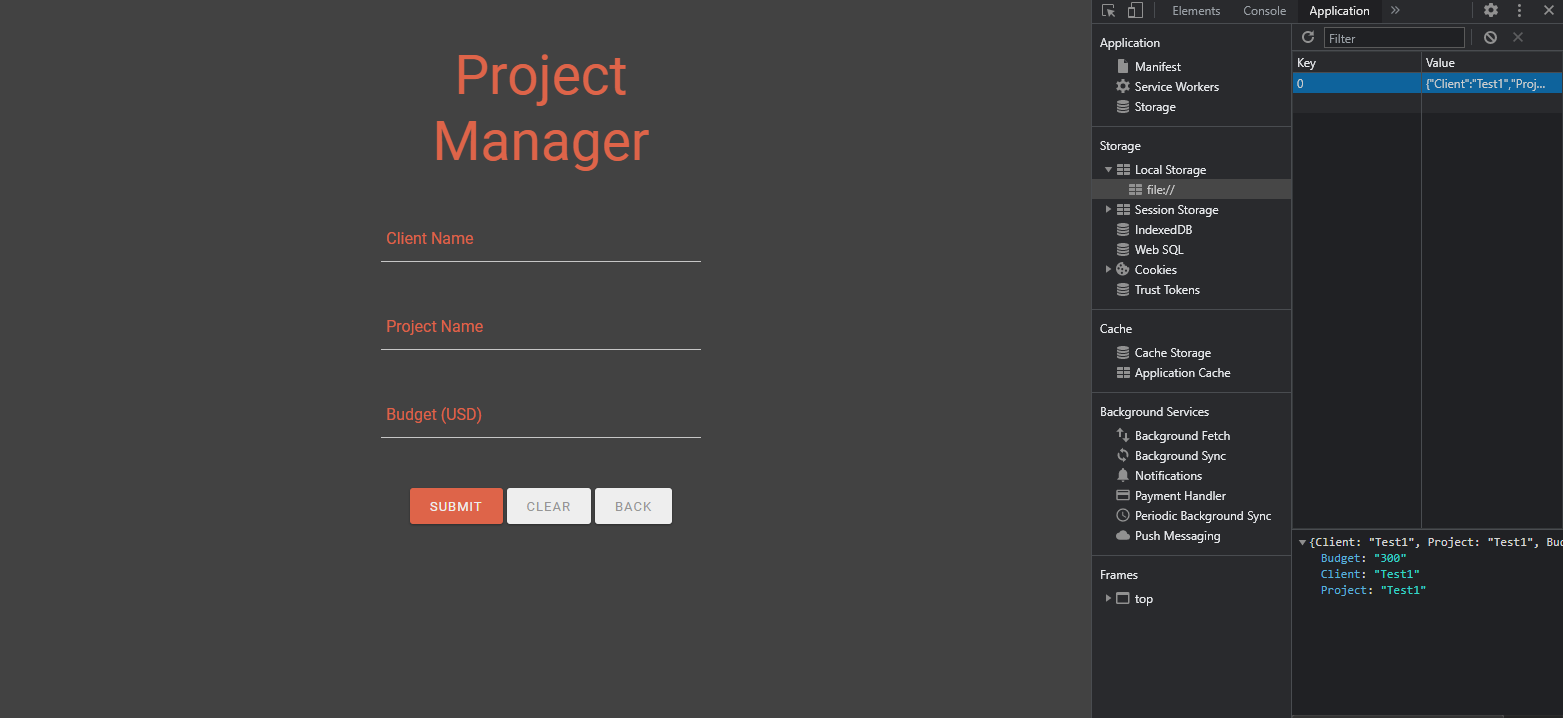 Project
Manager
Client Name
Project Name
Budget (USD)
SUBMIT CLEAR BACK
Elements Console Application »
Application
Manifest
Service Workers
Storage
Storage
Local Storage
file://
Session Storage
IndexedDB
Web SQL
Cookies
Trust Tokens
Cache
Cache Storage
Application Cache
Background Services
Background Fetch
Background Sync
Notifications
Payment Handler
Periodic Background Sync
Push Messaging
Frames
top
Filter
Key Value
0 {"Client":"Test1","Proj...
{Client: "Test1", Project: "Test1", Bud
Budget: "300"
Client: "Test1"
Project: "Test1"